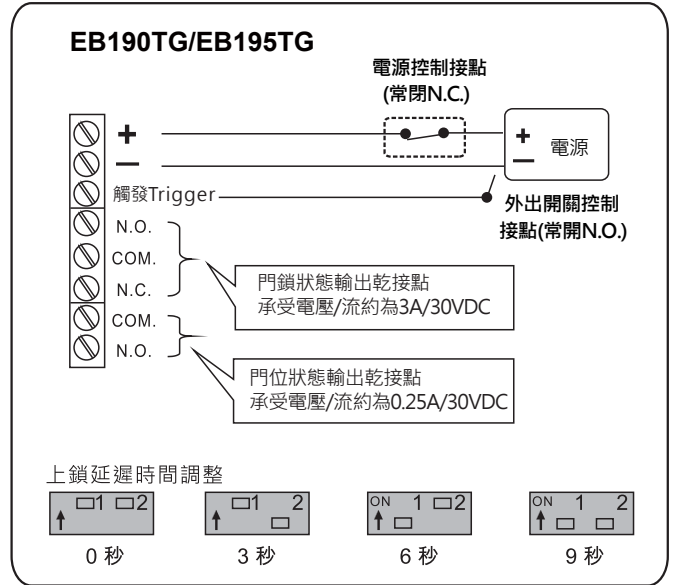 EB190TG/EB195TG
電源控制接點
(常閉N.C.)
+
—
+
—
電源
觸發Trigger
外出開關控制
接點(常開N.O.)
N.O.
COM.
N.C.
COM.
N.O.
門鎖狀態輸出乾接點
承受電壓/流約為3A/30VDC
門位狀態輸出乾接點
承受電壓/流約為0.25A/30VDC
上鎖延遲時間調整
1 2
0 秒
1 2
3 秒
ON 1 2
6 秒
ON 1 2
9 秒